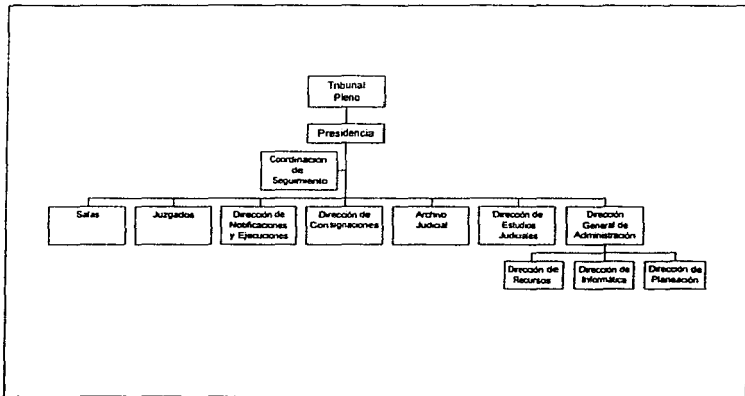 Tribunal
Pleno
Presidencia
Coordinación
de
Seguimiento
Salas
Juzgados
Dirección de
Notificaciones
y Ejecuciones
Dirección de
Consignaciones
Archivo
Judicial
Dirección de
Estudios
Judiciales
Dirección
General de
Administración
Dirección de
Recursos
Dirección de
Informática
Dirección de
Planeación